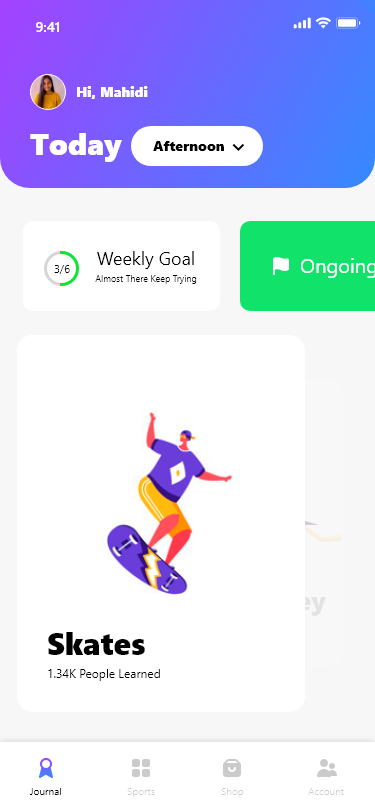 9:41
Hi, Mahidi
Today
Afternoon
3/6
Weekly Goal
Almost There Keep Trying
Ongoing
ey
Skates
1.34K People Learned
Journal
Sports
Shop
Account